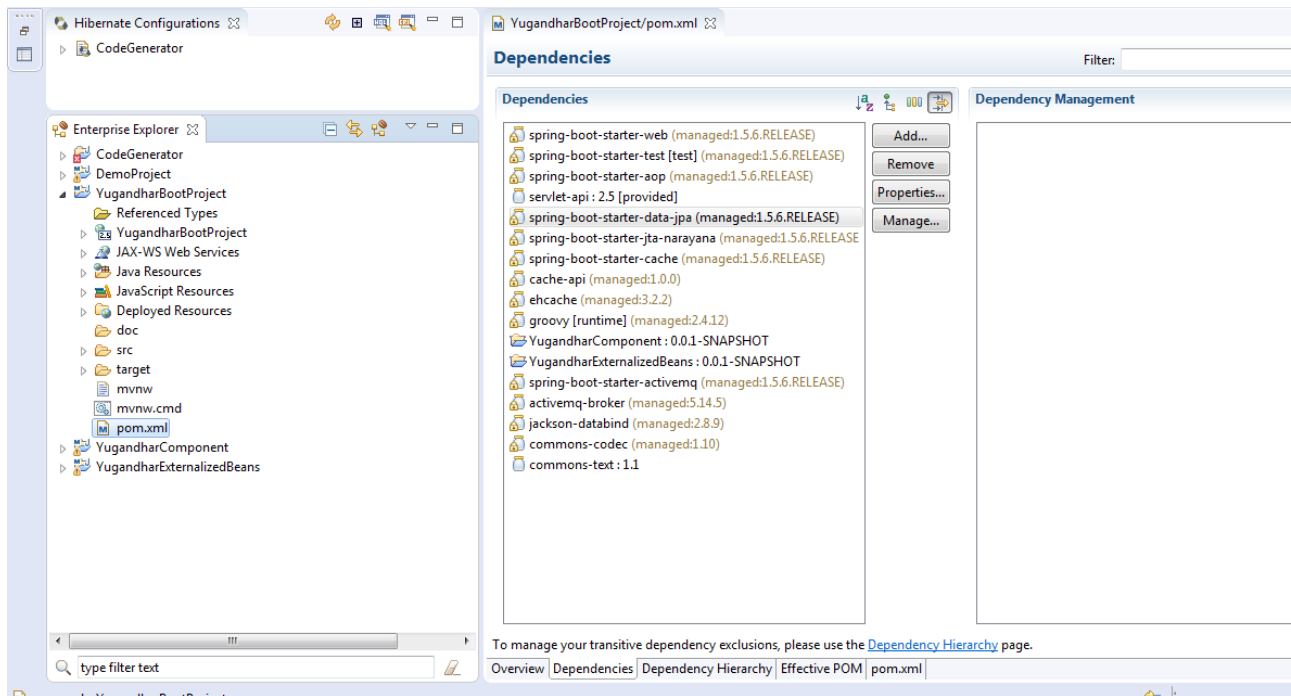 Hibernate Configurations
CodeGenerator
Enterprise Explorer
CodeGenerator
DemoProject
YugandharBootProject
Referenced Types
YugandharBootProject
JAX-WS Web Services
Java Resources
JavaScript Resources
Deployed Resources
doc
src
target
mvnw
mvnw.cmd
pom.xml
YugandharComponent
YugandharExternalizedBeans
type filter text
YugandharBootProject/pom.xml
Dependencies
Filter:
Dependencies
spring-boot-starter-web (managed:1.5.6.RELEASE)
spring-boot-starter-test [test] (managed:1.5.6.RELEASE)
spring-boot-starter-aop (managed:1.5.6.RELEASE)
servlet-api : 2.5 [provided]
spring-boot-starter-data-jpa (managed:1.5.6.RELEASE)
spring-boot-starter-jta-narayana (managed:1.5.6.RELEASE
spring-boot-starter-cache (managed:1.5.6.RELEASE)
cache-api (managed:1.0.0)
ehcache (managed:3.2.2)
groovy [runtime] (managed:2.4.12)
YugandharComponent : 0.0.1-SNAPSHOT
YugandharExternalizedBeans : 0.0.1-SNAPSHOT
spring-boot-starter-activemq (managed:1.5.6.RELEASE)
activemq-broker (managed:5.14.5)
jackson-databind (managed:2.8.9)
commons-codec (managed:1.10)
commons-text : 1.1
Add...
Remove
Properties...
Manage...
Dependency Management
To manage your transitive dependency exclusions, please use the Dependency Hierarchy page.
Overview Dependencies Dependency Hierarchy Effective POM pom.xml